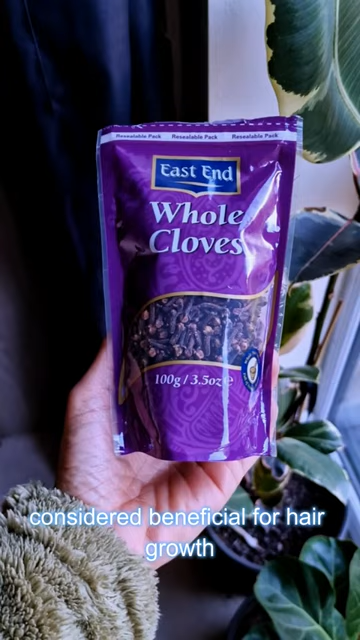 Resealable Pack Resealable Pack Resealable Pack
East End
Whole
Cloves
100g / 3.5oz e
considered beneficial for hair
growth